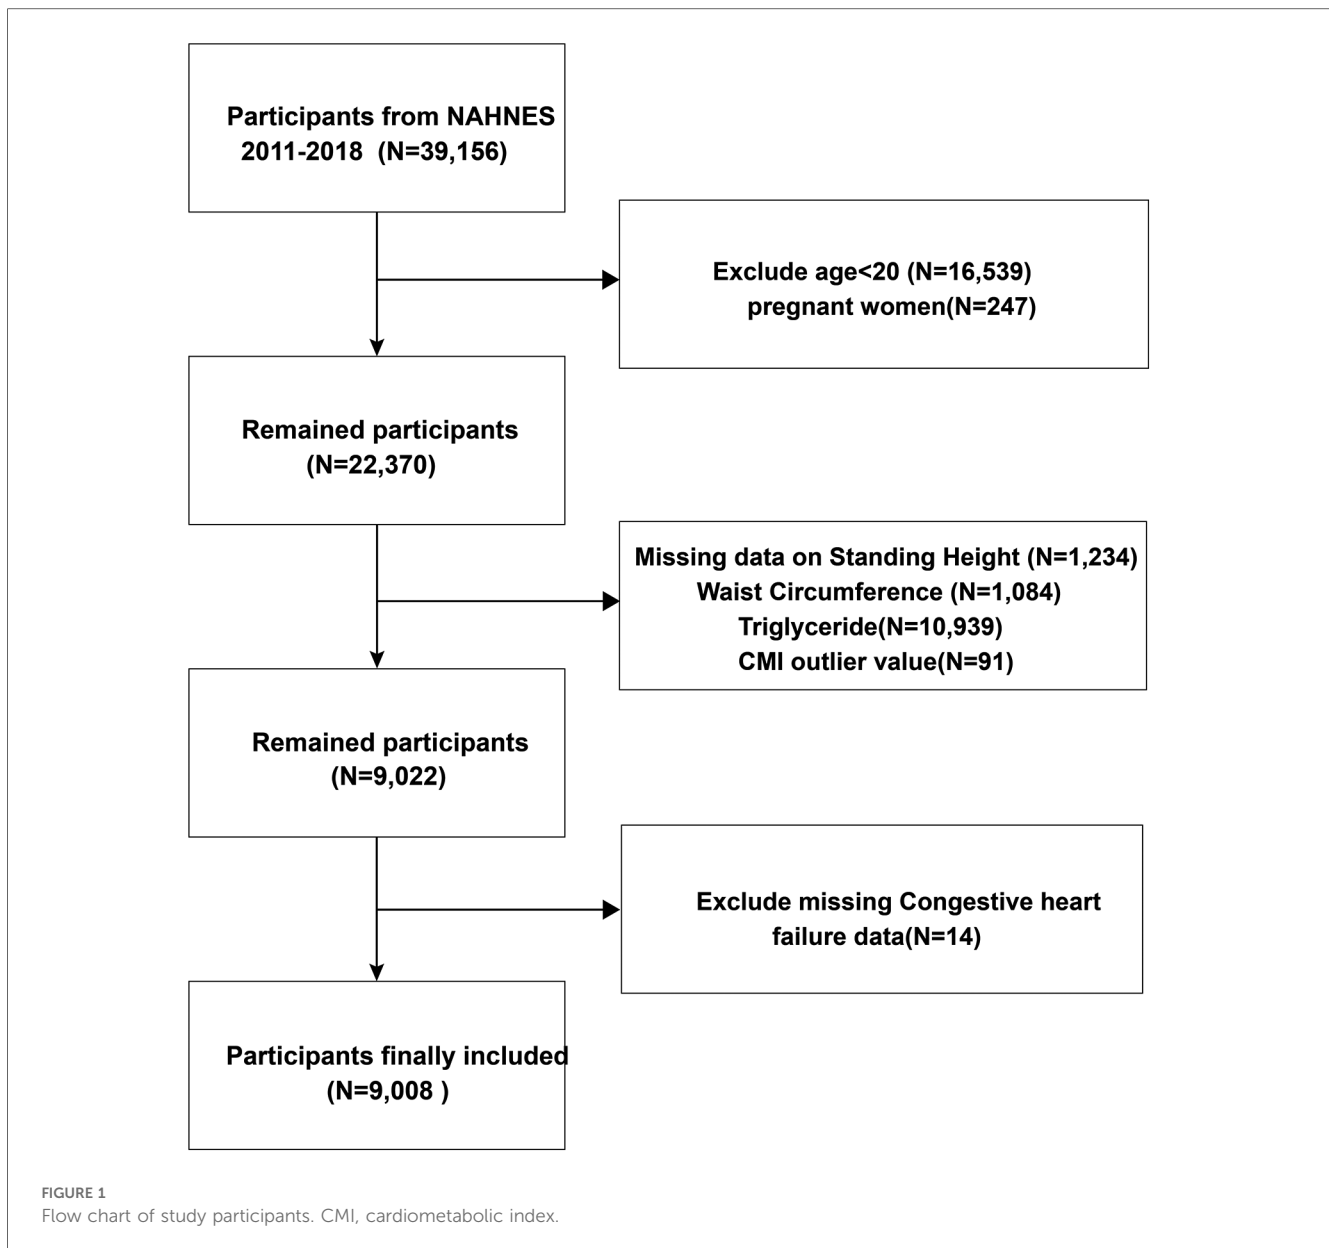 Participants from NAHNES
2011-2018 (N=39,156)
Exclude age<20 (N=16,539)
pregnant women(N=247)
Remained participants
(N=22,370)
Missing data on Standing Height (N=1,234)
Waist Circumference (N=1,084)
Triglyceride(N=10,939)
CMI outlier value(N=91)
Remained participants
(N=9,022)
Exclude missing Congestive heart
failure data(N=14)
Participants finally included
(N=9,008 )
FIGURE 1
Flow chart of study participants. CMI, cardiometabolic index.